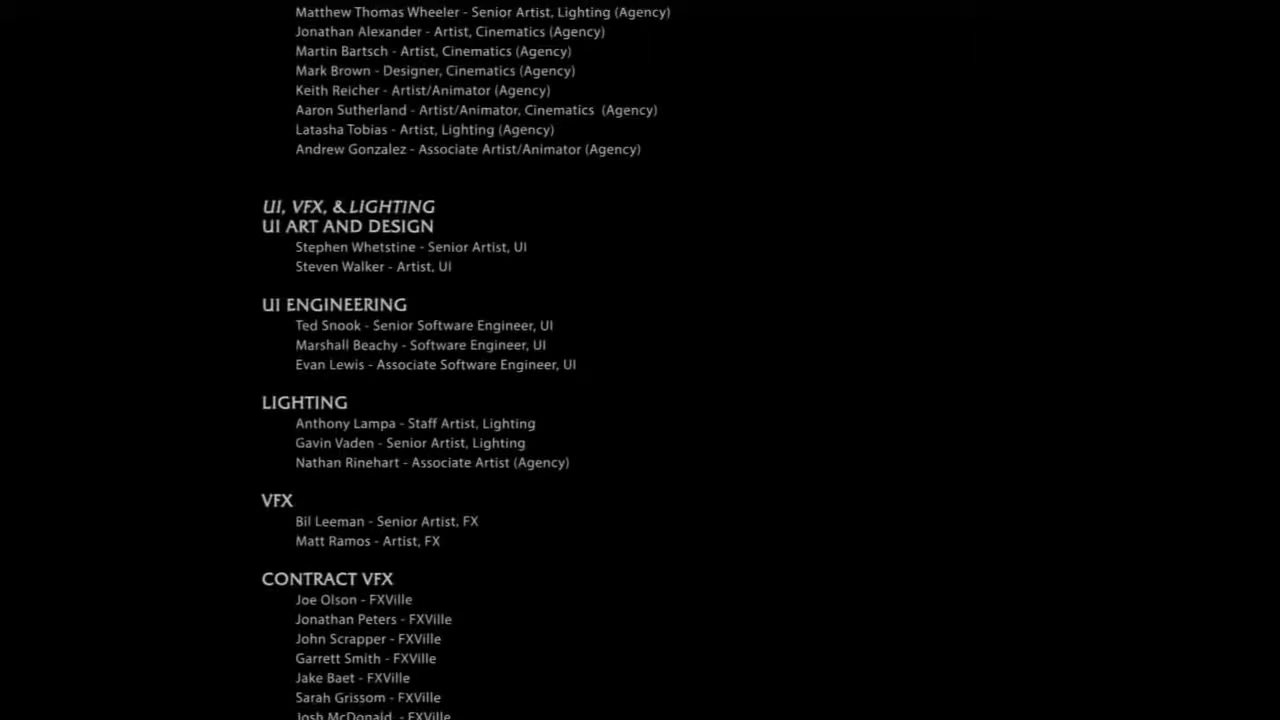 Matthew Thomas Wheeler - Senior Artist, Lighting (Agency)
Jonathan Alexander - Artist, Cinematics (Agency)
Martin Bartsch - Artist, Cinematics (Agency)
Mark Brown - Designer, Cinematics (Agency)
Keith Reicher - Artist/Animator (Agency)
Aaron Sutherland - Artist/Animator, Cinematics (Agency)
Latasha Tobias - Artist, Lighting (Agency)
Andrew Gonzalez - Associate Artist/Animator (Agency)
UI, VFX, & LIGHTING
UI ART AND DESIGN
Stephen Whetstine - Senior Artist, UI
Steven Walker - Artist, UI
UI ENGINEERING
Ted Snook - Senior Software Engineer, UI
Marshall Beachy - Software Engineer, UI
Evan Lewis - Associate Software Engineer, UI
LIGHTING
Anthony Lampa - Staff Artist, Lighting
Gavin Vaden - Senior Artist, Lighting
Nathan Rinehart - Associate Artist (Agency)
VFX
Bil Leeman - Senior Artist, FX
Matt Ramos - Artist, FX
CONTRACT VFX
Joe Olson - FXVille
Jonathan Peters - FXVille
John Scrapper - FXVille
Garrett Smith - FXVille
Jake Baet - FXVille
Sarah Grissom - FXVille
Josh McDonald - FXVille